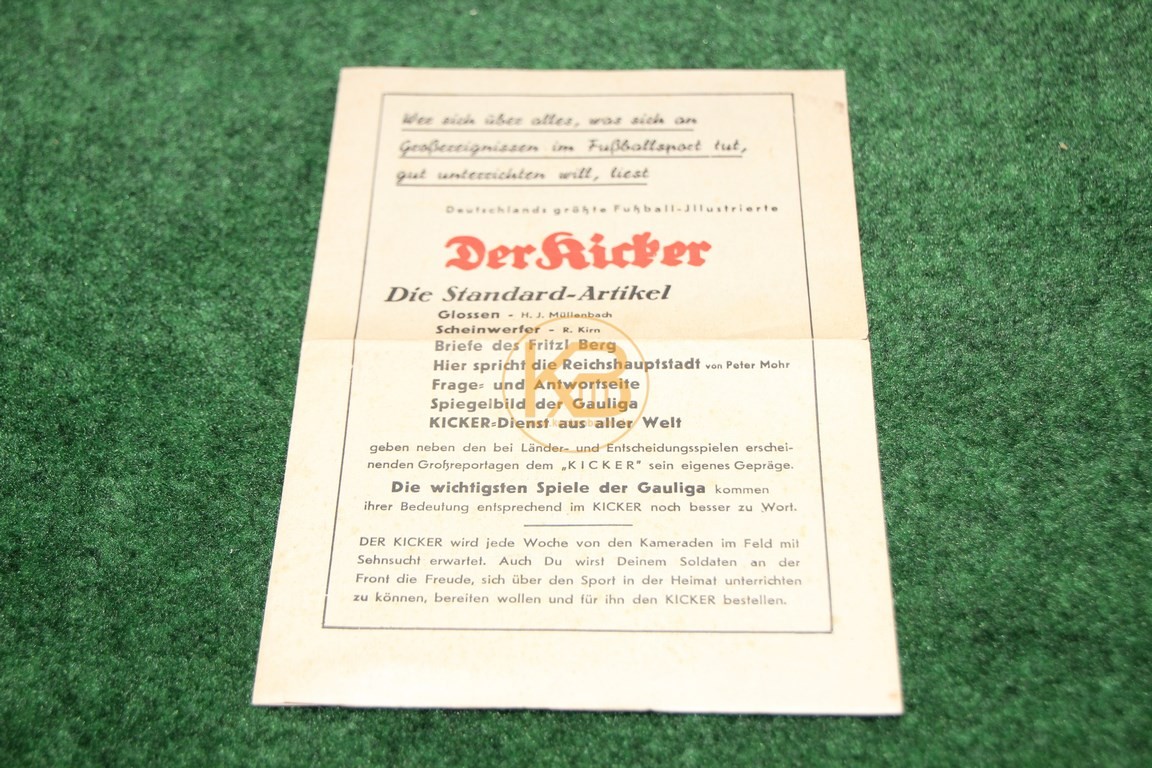 Wer sich über alles, was sich an
Großereignissen im Fußballsport tut,
gut unterrichten will, liest
Deutschlands größte Fußball-Jllustrierte
Der Kicker
Die Standard-Artikel
Glossen - H. J. Müllenbach
Scheinwerfer - R. Kirn
Briefe des Fritzl Berg
Hier spricht die Reichshauptstadt von Peter Mohr
Frage- und Antwortseite
Spiegelbild der Gauliga
KICKER-Dienst aus aller Welt
geben neben den bei Länder- und Entscheidungsspielen erschei-
nenden Großreportagen dem „KICKER" sein eigenes Gepräge.
Die wichtigsten Spiele der Gauliga kommen
ihrer Bedeutung entsprechend im KICKER noch besser zu Wort.
DER KICKER wird jede Woche von den Kameraden im Feld mit
Sehnsucht erwartet. Auch Du wirst Deinem Soldaten an der
Front die Freude, sich über den Sport in der Heimat unterrichten
zu können, bereiten wollen und für ihn den KICKER bestellen.